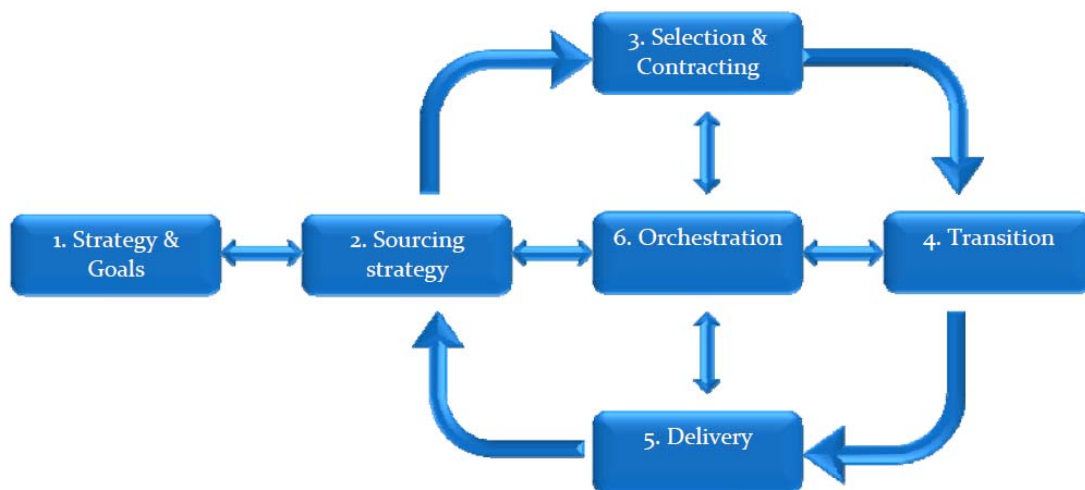 3. Selection &
Contracting
1. Strategy &
Goals
2. Sourcing
strategy
6. Orchestration
4. Transition
5. Delivery